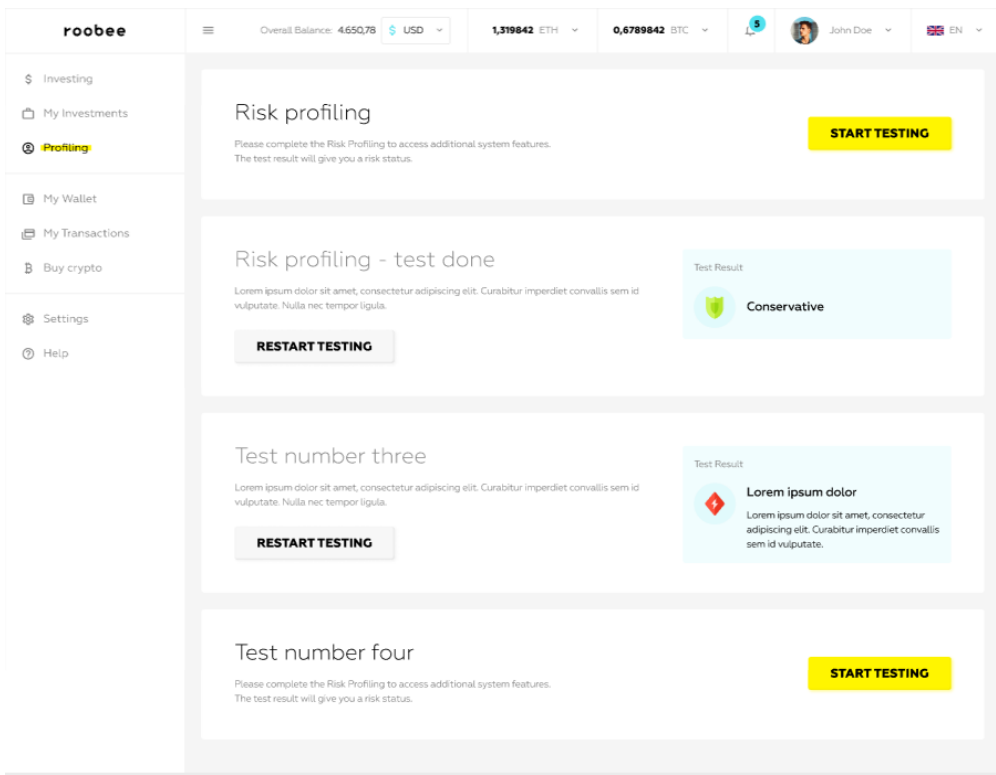 roobee
Overall Balance: 4.650,78 $ USD
1,319842 ETH
0,6789842 BTC
5
John Doe
EN
$ Investing
My Investments
Profiling
My Wallet
My Transactions
Buy crypto
Settings
Help
Risk profiling
Please complete the Risk Profiling to access additional system features.
The test result will give you a risk status.
START TESTING
Risk profiling - test done
Lorem ipsum dolor sit amet, consectetur adipiscing elit. Curabitur imperdiet convallis sem id
vulputate. Nulla nec tempor ligula.
RESTART TESTING
Test Result
Conservative
Test number three
Lorem ipsum dolor sit amet, consectetur adipiscing elit. Curabitur imperdiet convallis sem id
vulputate. Nulla nec tempor ligula.
RESTART TESTING
Test Result
Lorem ipsum dolor
Lorem ipsum dolor sit amet, consectetur
adipiscing elit. Curabitur imperdiet convallis
sem id vulputate.
Test number four
Please complete the Risk Profiling to access additional system features.
The test result will give you a risk status.
START TESTING